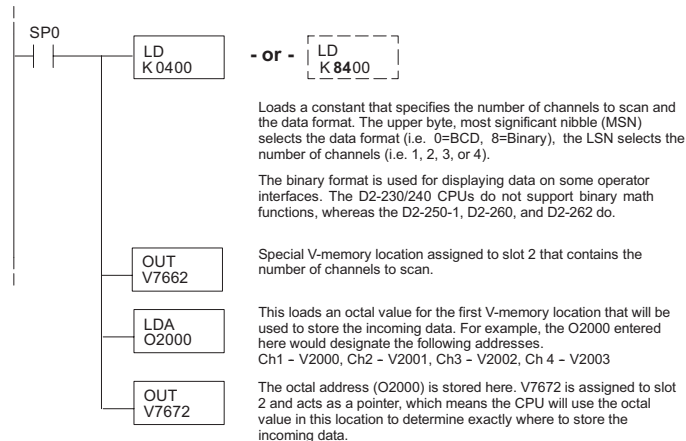 SP0
LD
K 0400
- or -
LD
K 8400
Loads a constant that specifies the number of channels to scan and
the data format. The upper byte, most significant nibble (MSN)
selects the data format (i.e. 0=BCD, 8=Binary), the LSN selects the
number of channels (i.e. 1, 2, 3, or 4).
The binary format is used for displaying data on some operator
interfaces. The D2-230/240 CPUs do not support binary math
functions, whereas the D2-250-1, D2-260, and D2-262 do.
OUT
V7662
Special V-memory location assigned to slot 2 that contains the
number of channels to scan.
LDA
O2000
This loads an octal value for the first V-memory location that will be
used to store the incoming data. For example, the O2000 entered
here would designate the following addresses.
Ch1 - V2000, Ch2 - V2001, Ch3 - V2002, Ch 4 - V2003
OUT
V7672
The octal address (O2000) is stored here. V7672 is assigned to slot
2 and acts as a pointer, which means the CPU will use the octal
value in this location to determine exactly where to store the
incoming data.